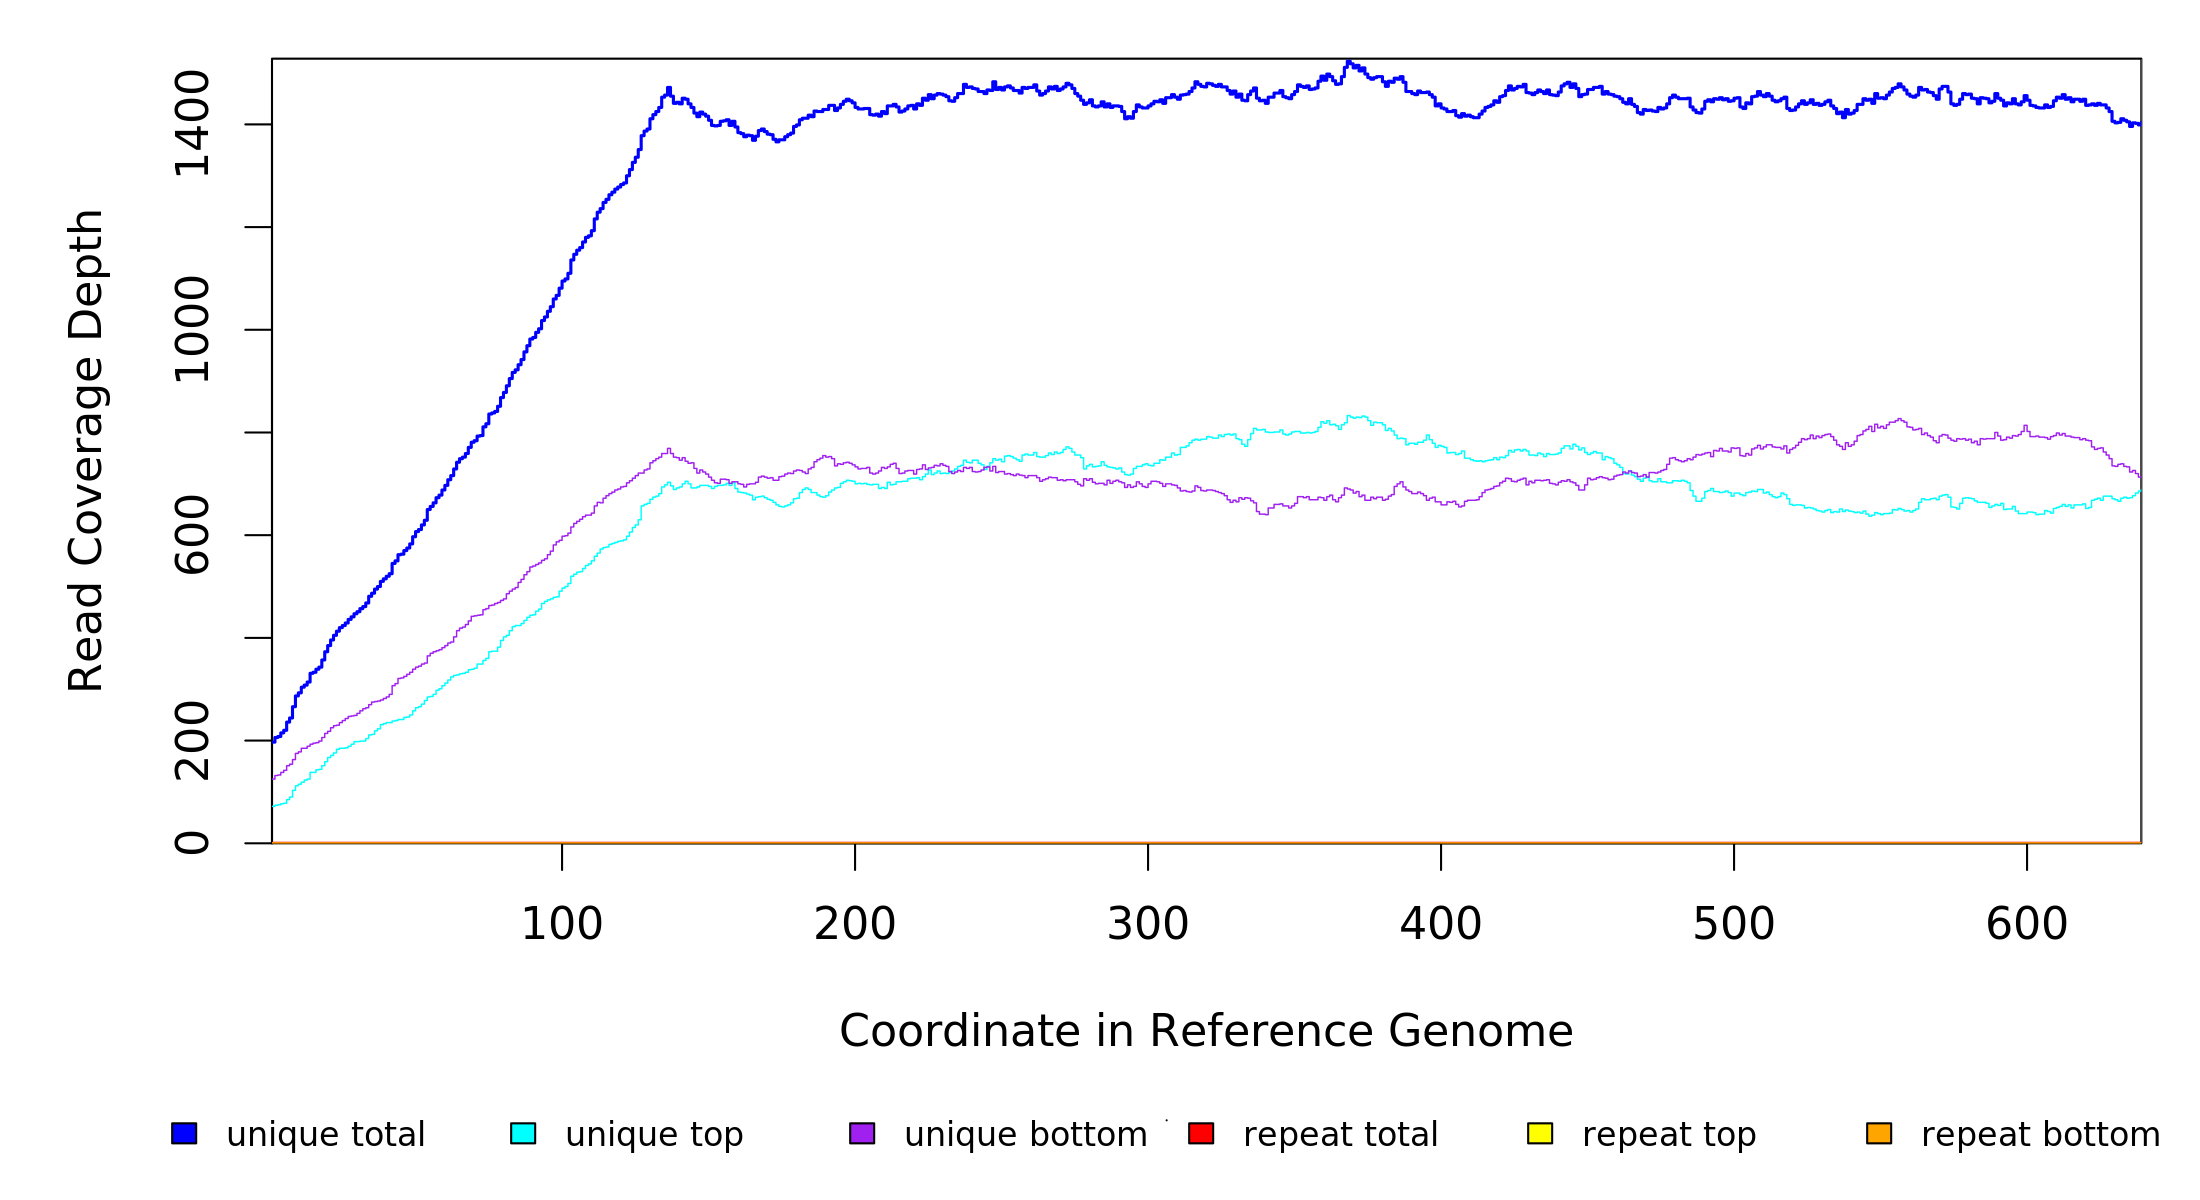 Read Coverage Depth
1400
1000
600
200
0
100 200 300 400 500 600
Coordinate in Reference Genome
unique total unique top unique bottom repeat total repeat top repeat bottom